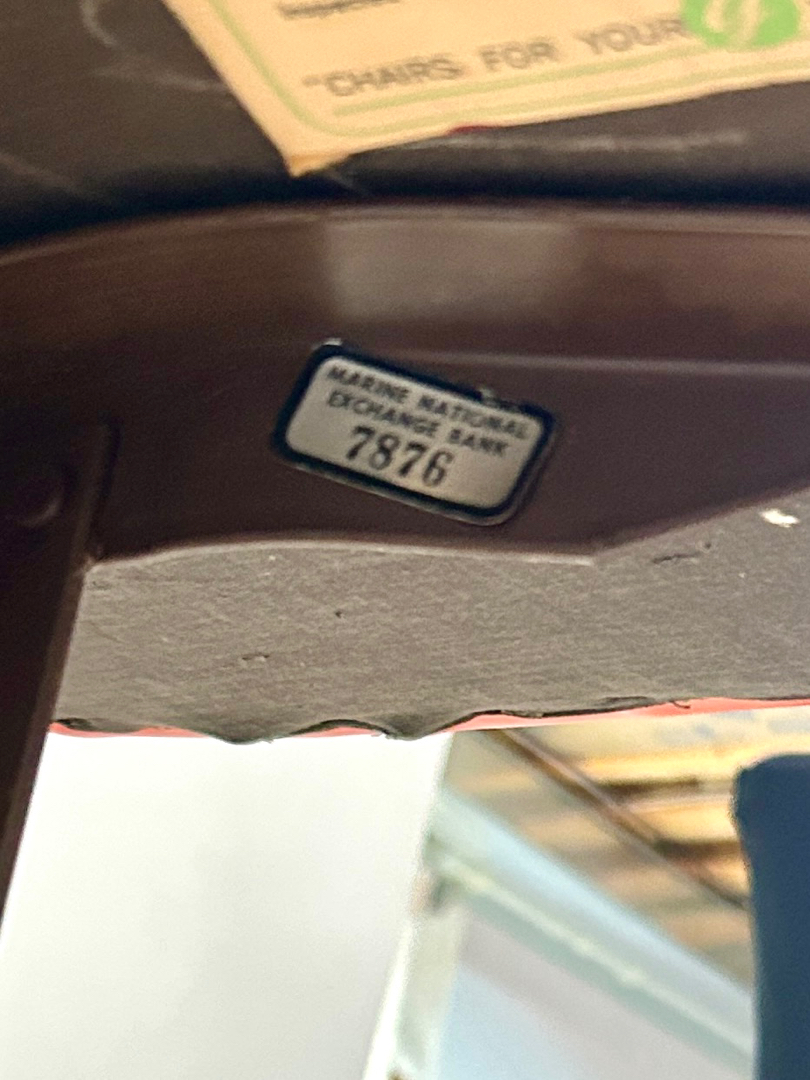 "CHAIRS FOR YOUR
MARINE NATIONAL
EXCHANGE BANK
7876